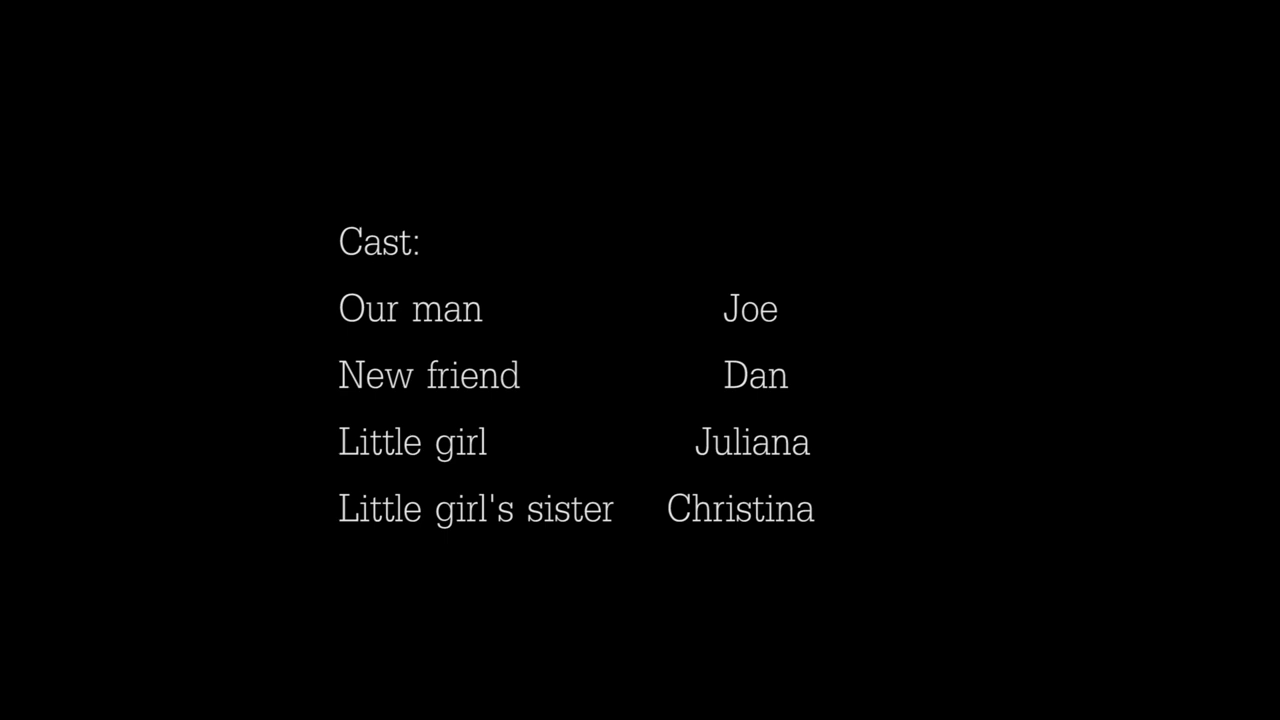 Cast:
Our man Joe
New friend Dan
Little girl Juliana
Little girl's sister Christina